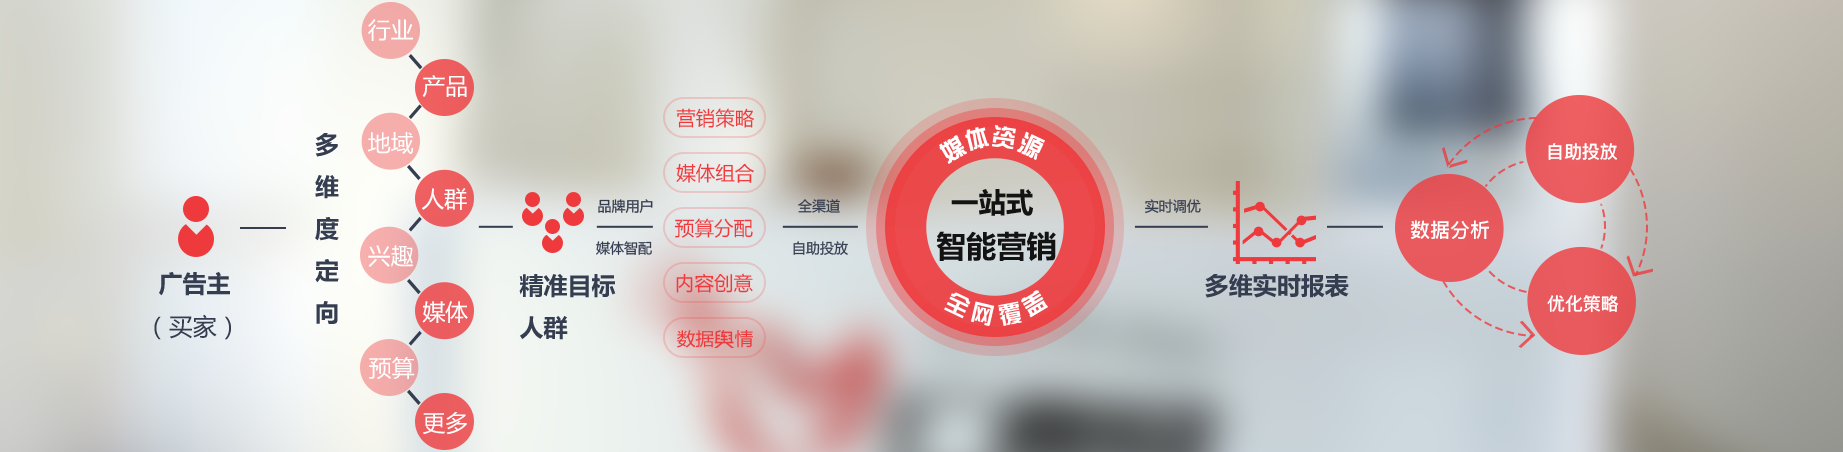 广告主
（买家）
多维度定向
行业
产品
地域
人群
兴趣
媒体
预算
更多
精准目标
人群
品牌用户
媒体智配
营销策略
媒体组合
预算分配
内容创意
数据舆情
全渠道
自助投放
媒体资源
一站式
智能营销
全网覆盖
实时调优
多维实时报表
数据分析
自助投放
优化策略